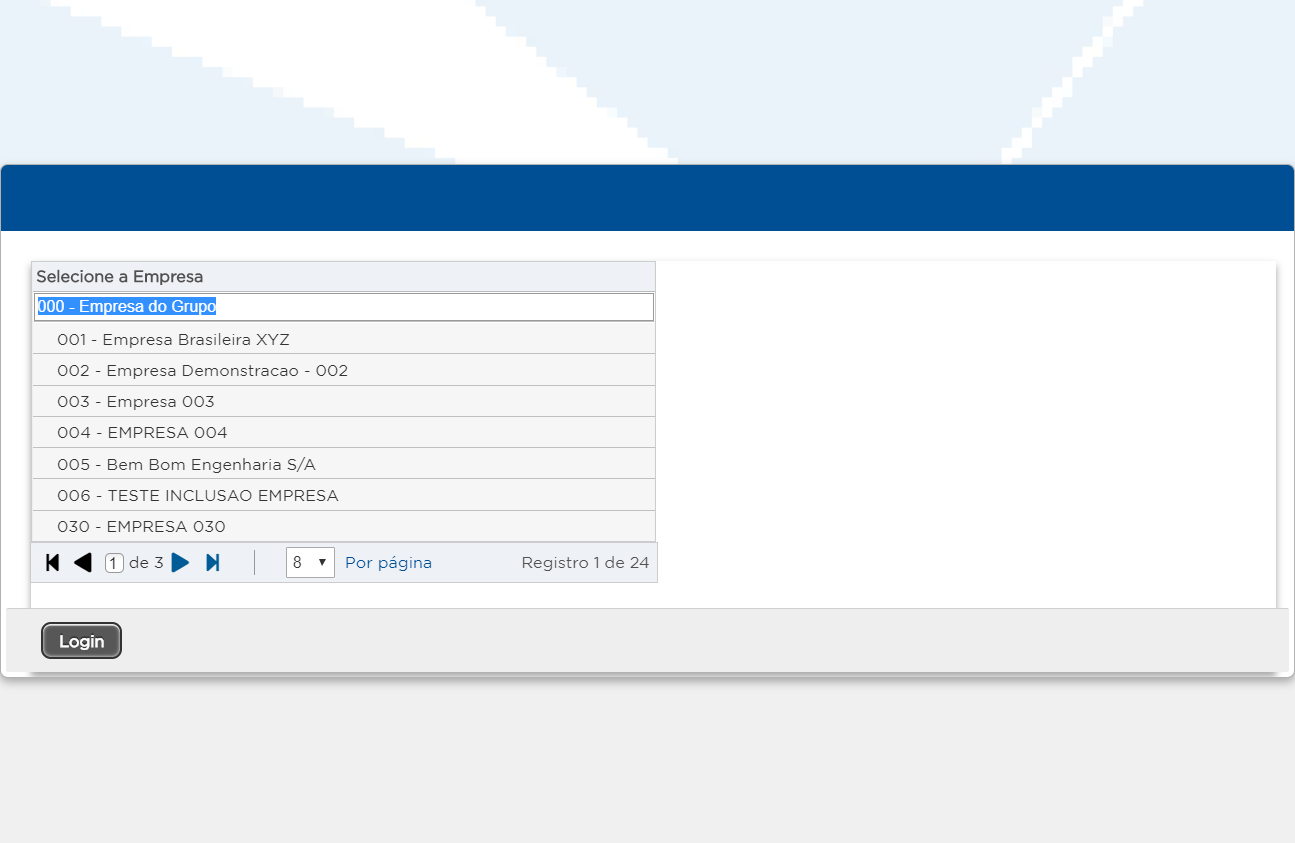 Selecione a Empresa
000 - Empresa do Grupo
001 - Empresa Brasileira XYZ
002 - Empresa Demonstracao - 002
003 - Empresa 003
004 - EMPRESA 004
005 - Bem Bom Engenharia S/A
006 - TESTE INCLUSAO EMPRESA
030 - EMPRESA 030
1 de 3 8 Por página Registro 1 de 24
Login